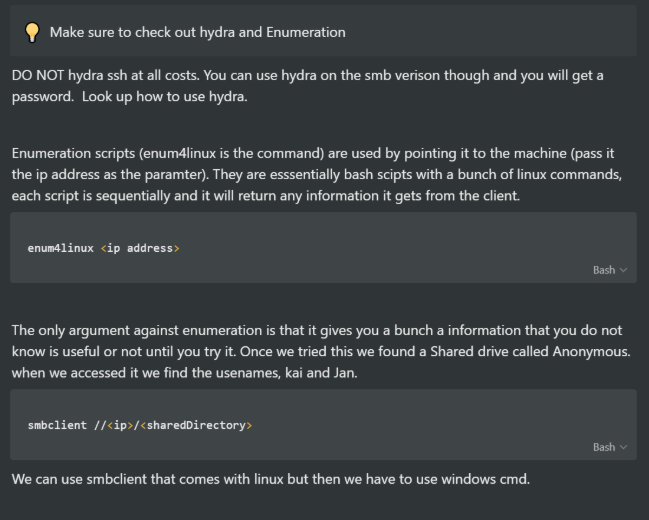 Make sure to check out hydra and Enumeration
DO NOT hydra ssh at all costs. You can use hydra on the smb verison though and you will get a
password.  Look up how to use hydra.
Enumeration scripts (enum4linux is the command) are used by pointing it to the machine (pass it
the ip address as the paramter). They are esssentially bash scipts with a bunch of linux commands,
each script is sequentially and it will return any information it gets from the client.
enum4linux <ip address>
Bash
The only argument against enumeration is that it gives you a bunch a information that you do not
know is useful or not until you try it. Once we tried this we found a Shared drive called Anonymous.
when we accessed it we find the usenames, kai and Jan.
smbclient //<ip>/<sharedDirectory>
Bash
We can use smbclient that comes with linux but then we have to use windows cmd.